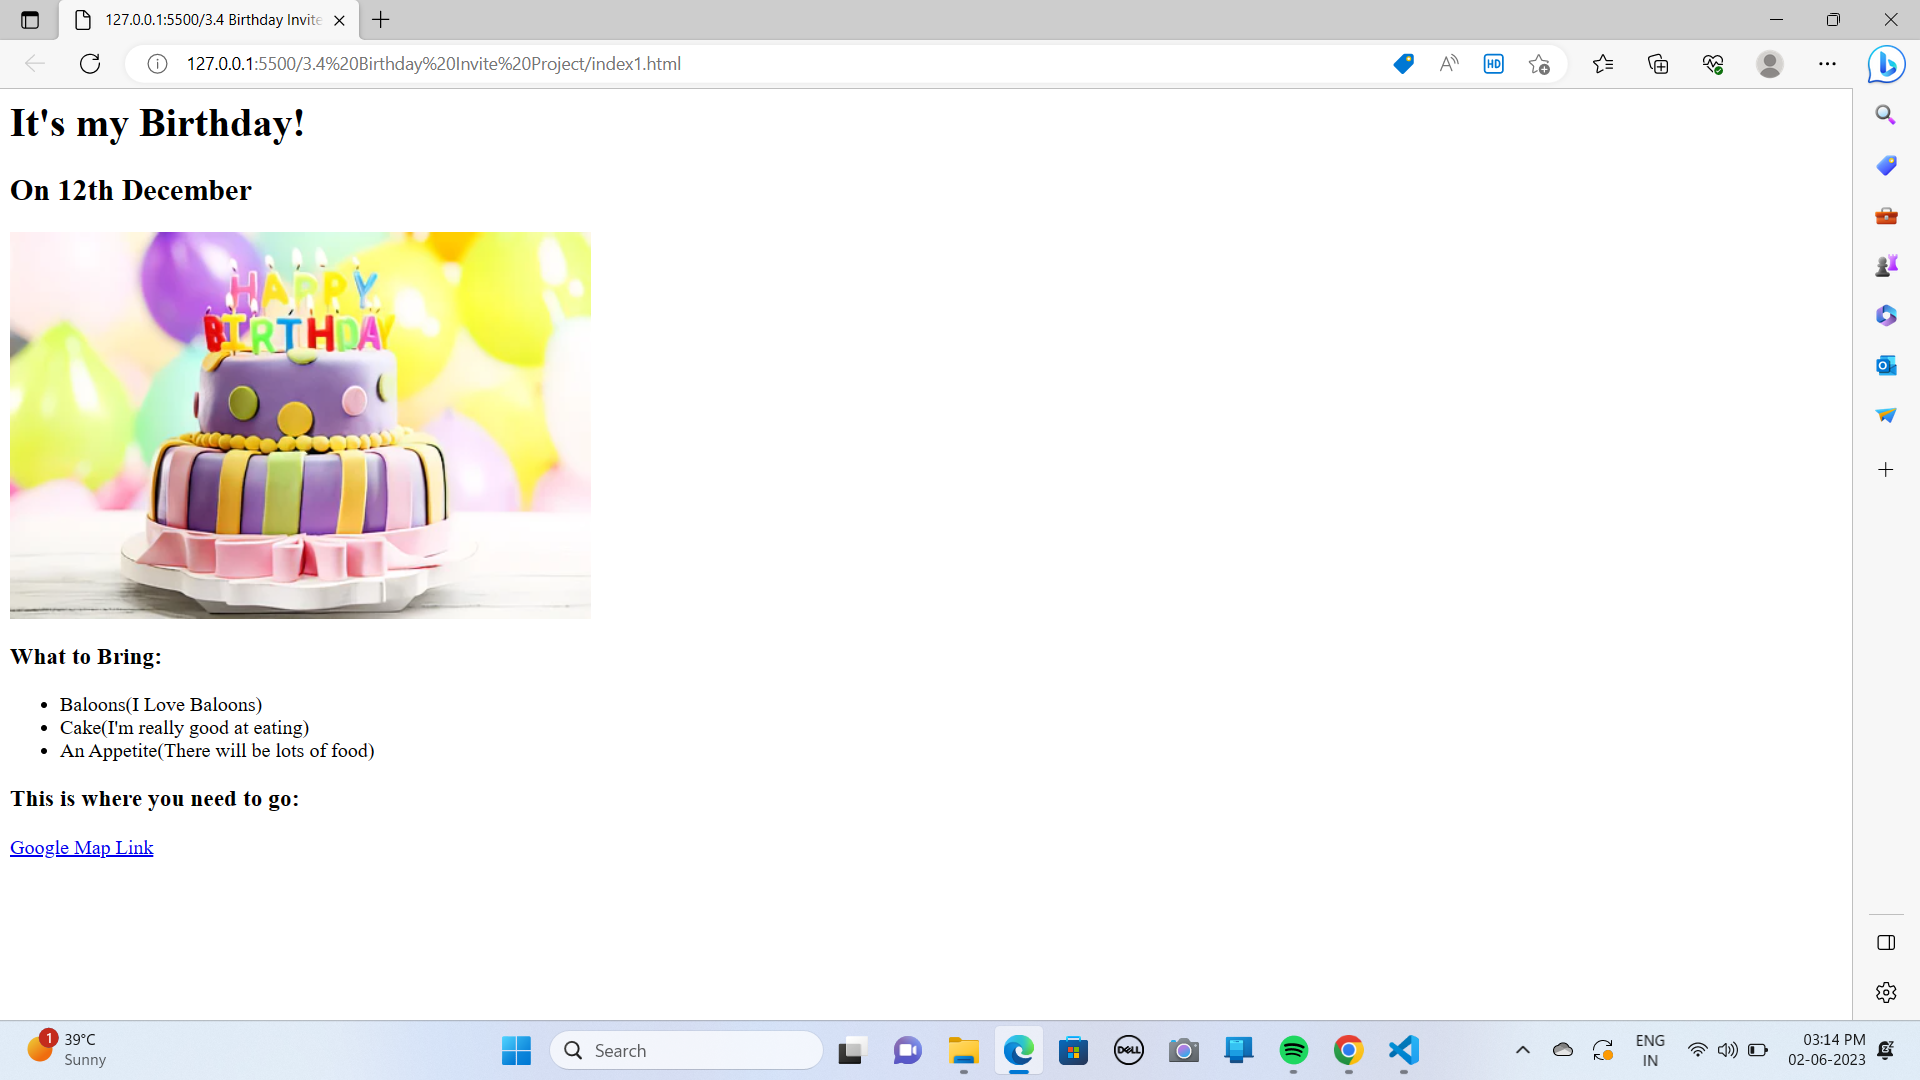 127.0.0.1:5500/3.4 Birthday Invite
127.0.0.1:5500/3.4%20Birthday%20Invite%20Project/index1.html
HD
It's my Birthday!
On 12th December
HAPPY
BIRTHDAY
What to Bring:
Baloons(I Love Baloons)
Cake(I'm really good at eating)
An Appetite(There will be lots of food)
This is where you need to go:
Google Map Link
1
39°C
Sunny
Search
DELL
ENG
IN
03:14 PM
02-06-2023